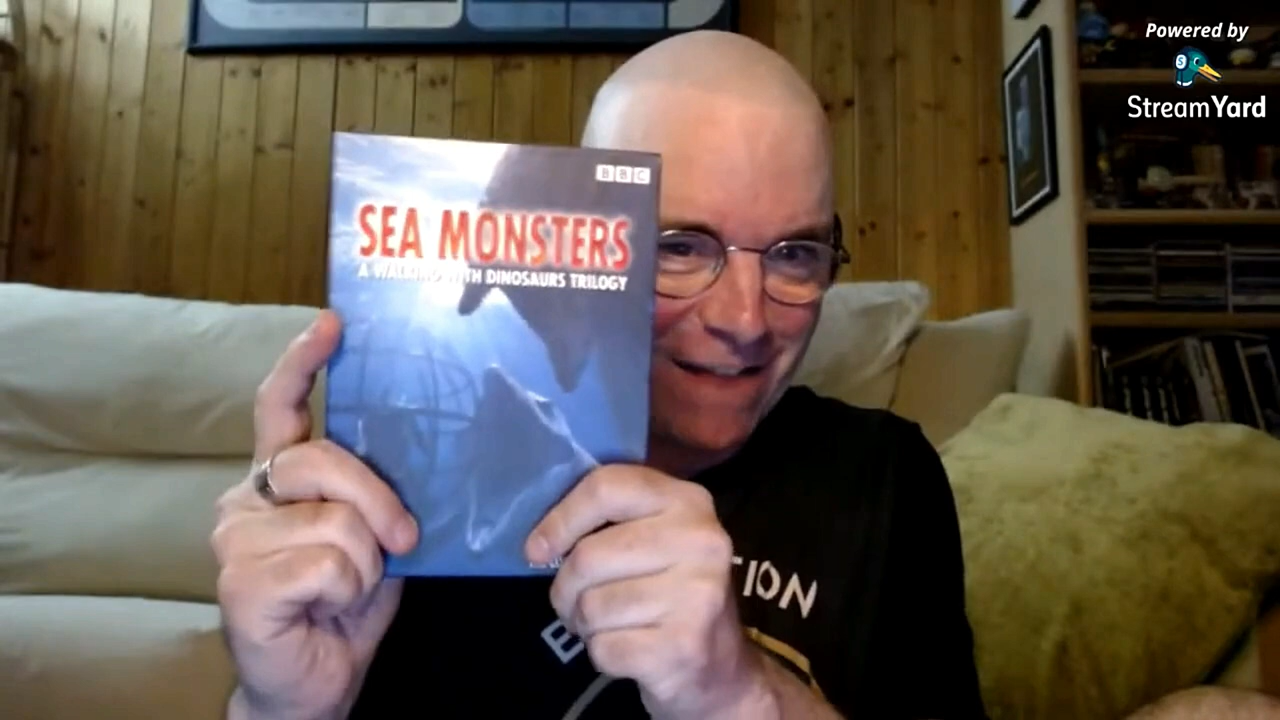 Powered by
StreamYard
BBC
SEA MONSTERS
A WALKING WITH DINOSAURS TRILOGY
TION
E